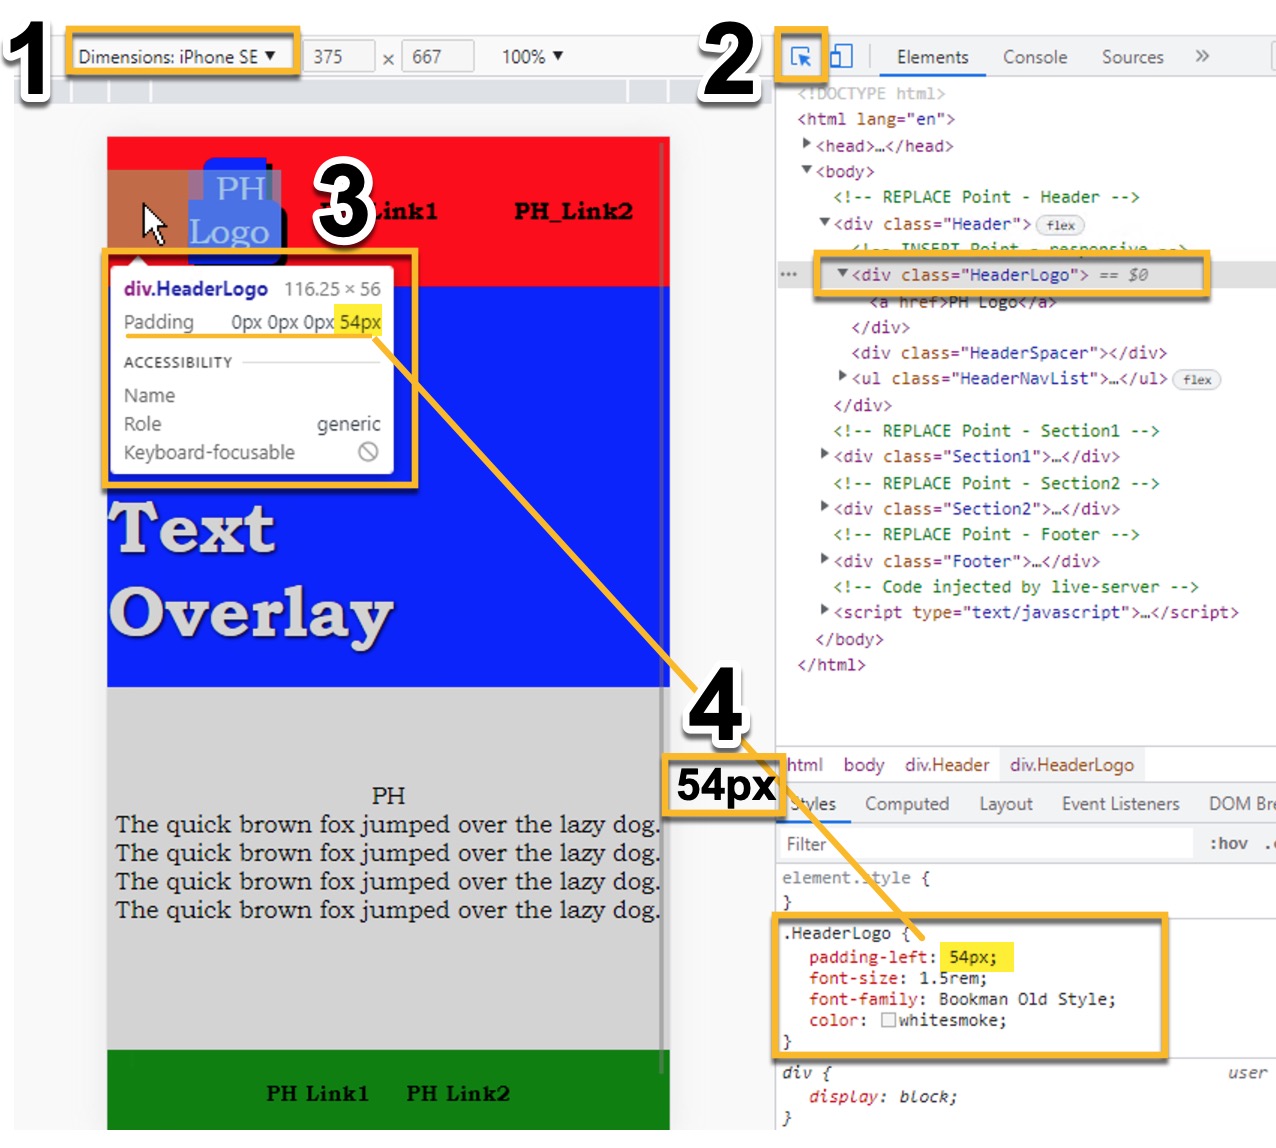 1
Dimensions: iPhone SE ▼
375 × 667
100% ▼
2
Elements Console Sources »
<!DOCTYPE html>
<html lang="en">
▶<head>…</head>
▼<body>
<!-- REPLACE Point - Header -->
▼<div class="Header"> flex
<!-- INSERT Point - responsive -->
••• ▼<div class="HeaderLogo"> == $0
<a href>PH Logo</a>
</div>
<div class="HeaderSpacer"></div>
▶<ul class="HeaderNavList">…</ul> flex
</div>
<!-- REPLACE Point - Section1 -->
▶<div class="Section1">…</div>
<!-- REPLACE Point - Section2 -->
▶<div class="Section2">…</div>
<!-- REPLACE Point - Footer -->
▶<div class="Footer">…</div>
<!-- Code injected by live-server -->
▶<script type="text/javascript">…</script>
</body>
</html>
PH
Logo
3
Link1 PH_Link2
div.HeaderLogo 116.25 × 56
Padding 0px 0px 0px 54px
ACCESSIBILITY
Name
Role generic
Keyboard-focusable
Text
Overlay
4
54px
PH
The quick brown fox jumped over the lazy dog.
The quick brown fox jumped over the lazy dog.
The quick brown fox jumped over the lazy dog.
The quick brown fox jumped over the lazy dog.
PH Link1 PH Link2
html body div.Header div.HeaderLogo
Styles Computed Layout Event Listeners DOM Bre
Filter :hov .c
element.style {
}
.HeaderLogo {
padding-left: 54px;
font-size: 1.5rem;
font-family: Bookman Old Style;
color: whitesmoke;
}
div { user
display: block;
}